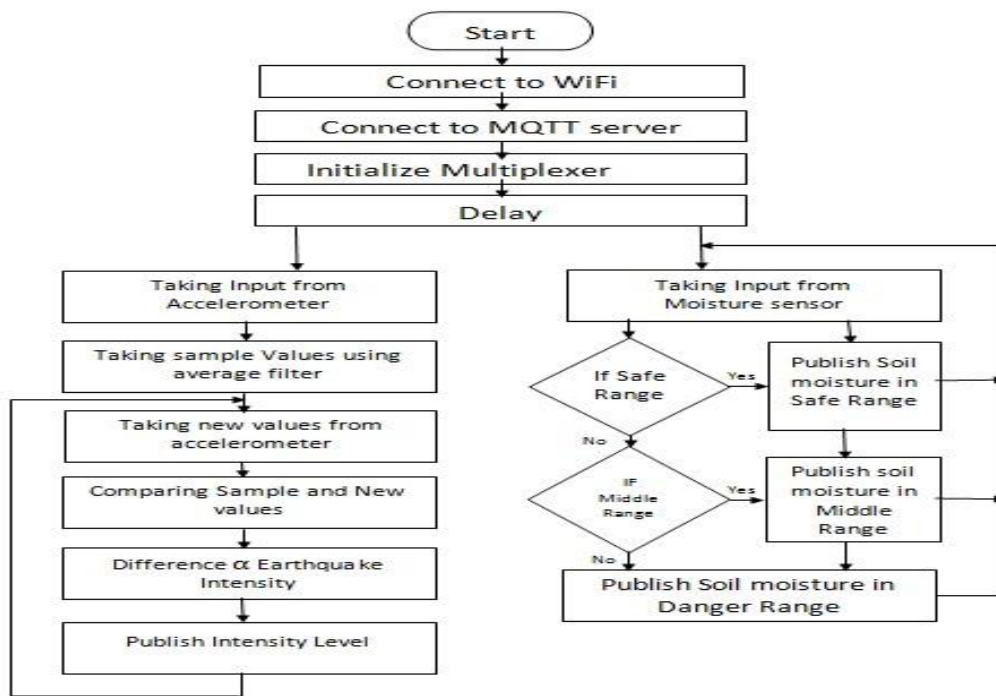 Start
Connect to WiFi
Connect to MQTT server
Initialize Multiplexer
Delay
Taking Input from
Accelerometer
Taking sample Values using
average filter
Taking new values from
accelerometer
Comparing Sample and New
values
Difference α Earthquake
Intensity
Publish Intensity Level
Taking Input from
Moisture sensor
If Safe
Range
Yes
Publish Soil
moisture in
Safe Range
No
IF
Middle
Range
Yes
Publish soil
moisture in
Middle
Range
No
Publish Soil moisture in
Danger Range